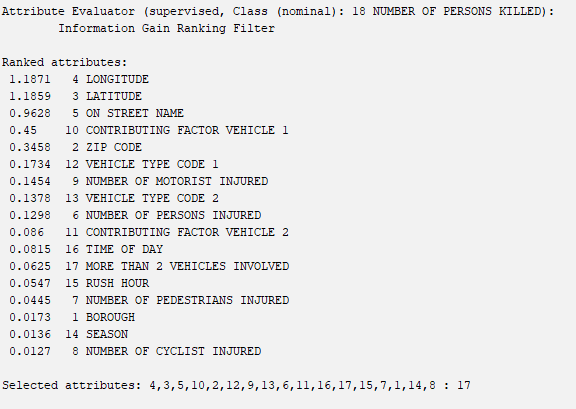 Attribute Evaluator (supervised, Class (nominal): 18 NUMBER OF PERSONS KILLED):
Information Gain Ranking Filter
Ranked attributes:
1.1871 4 LONGITUDE
1.1859 3 LATITUDE
0.9628 5 ON STREET NAME
0.45 10 CONTRIBUTING FACTOR VEHICLE 1
0.3458 2 ZIP CODE
0.1734 12 VEHICLE TYPE CODE 1
0.1454 9 NUMBER OF MOTORIST INJURED
0.1378 13 VEHICLE TYPE CODE 2
0.1298 6 NUMBER OF PERSONS INJURED
0.086 11 CONTRIBUTING FACTOR VEHICLE 2
0.0815 16 TIME OF DAY
0.0625 17 MORE THAN 2 VEHICLES INVOLVED
0.0547 15 RUSH HOUR
0.0445 7 NUMBER OF PEDESTRIANS INJURED
0.0173 1 BOROUGH
0.0136 14 SEASON
0.0127 8 NUMBER OF CYCLIST INJURED
Selected attributes: 4,3,5,10,2,12,9,13,6,11,16,17,15,7,1,14,8 : 17